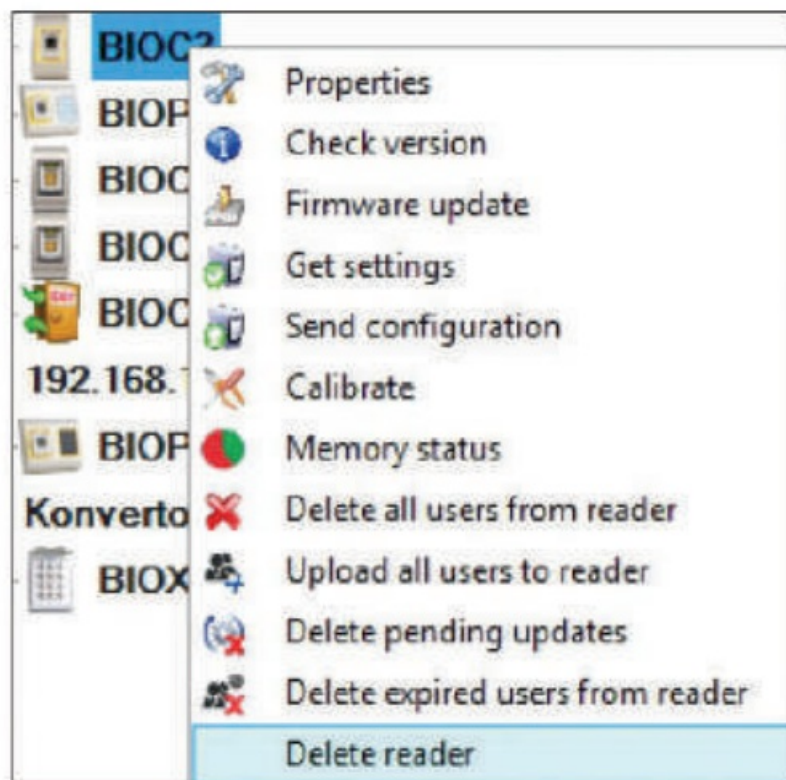 BIOC2
Properties
BIOP
Check version
BIOC
Firmware update
BIOC
Get settings
BIOC
Send configuration
192.168.
Calibrate
BIOP
Memory status
Konverto
Delete all users from reader
BIOX
Upload all users to reader
Delete pending updates
Delete expired users from reader
Delete reader